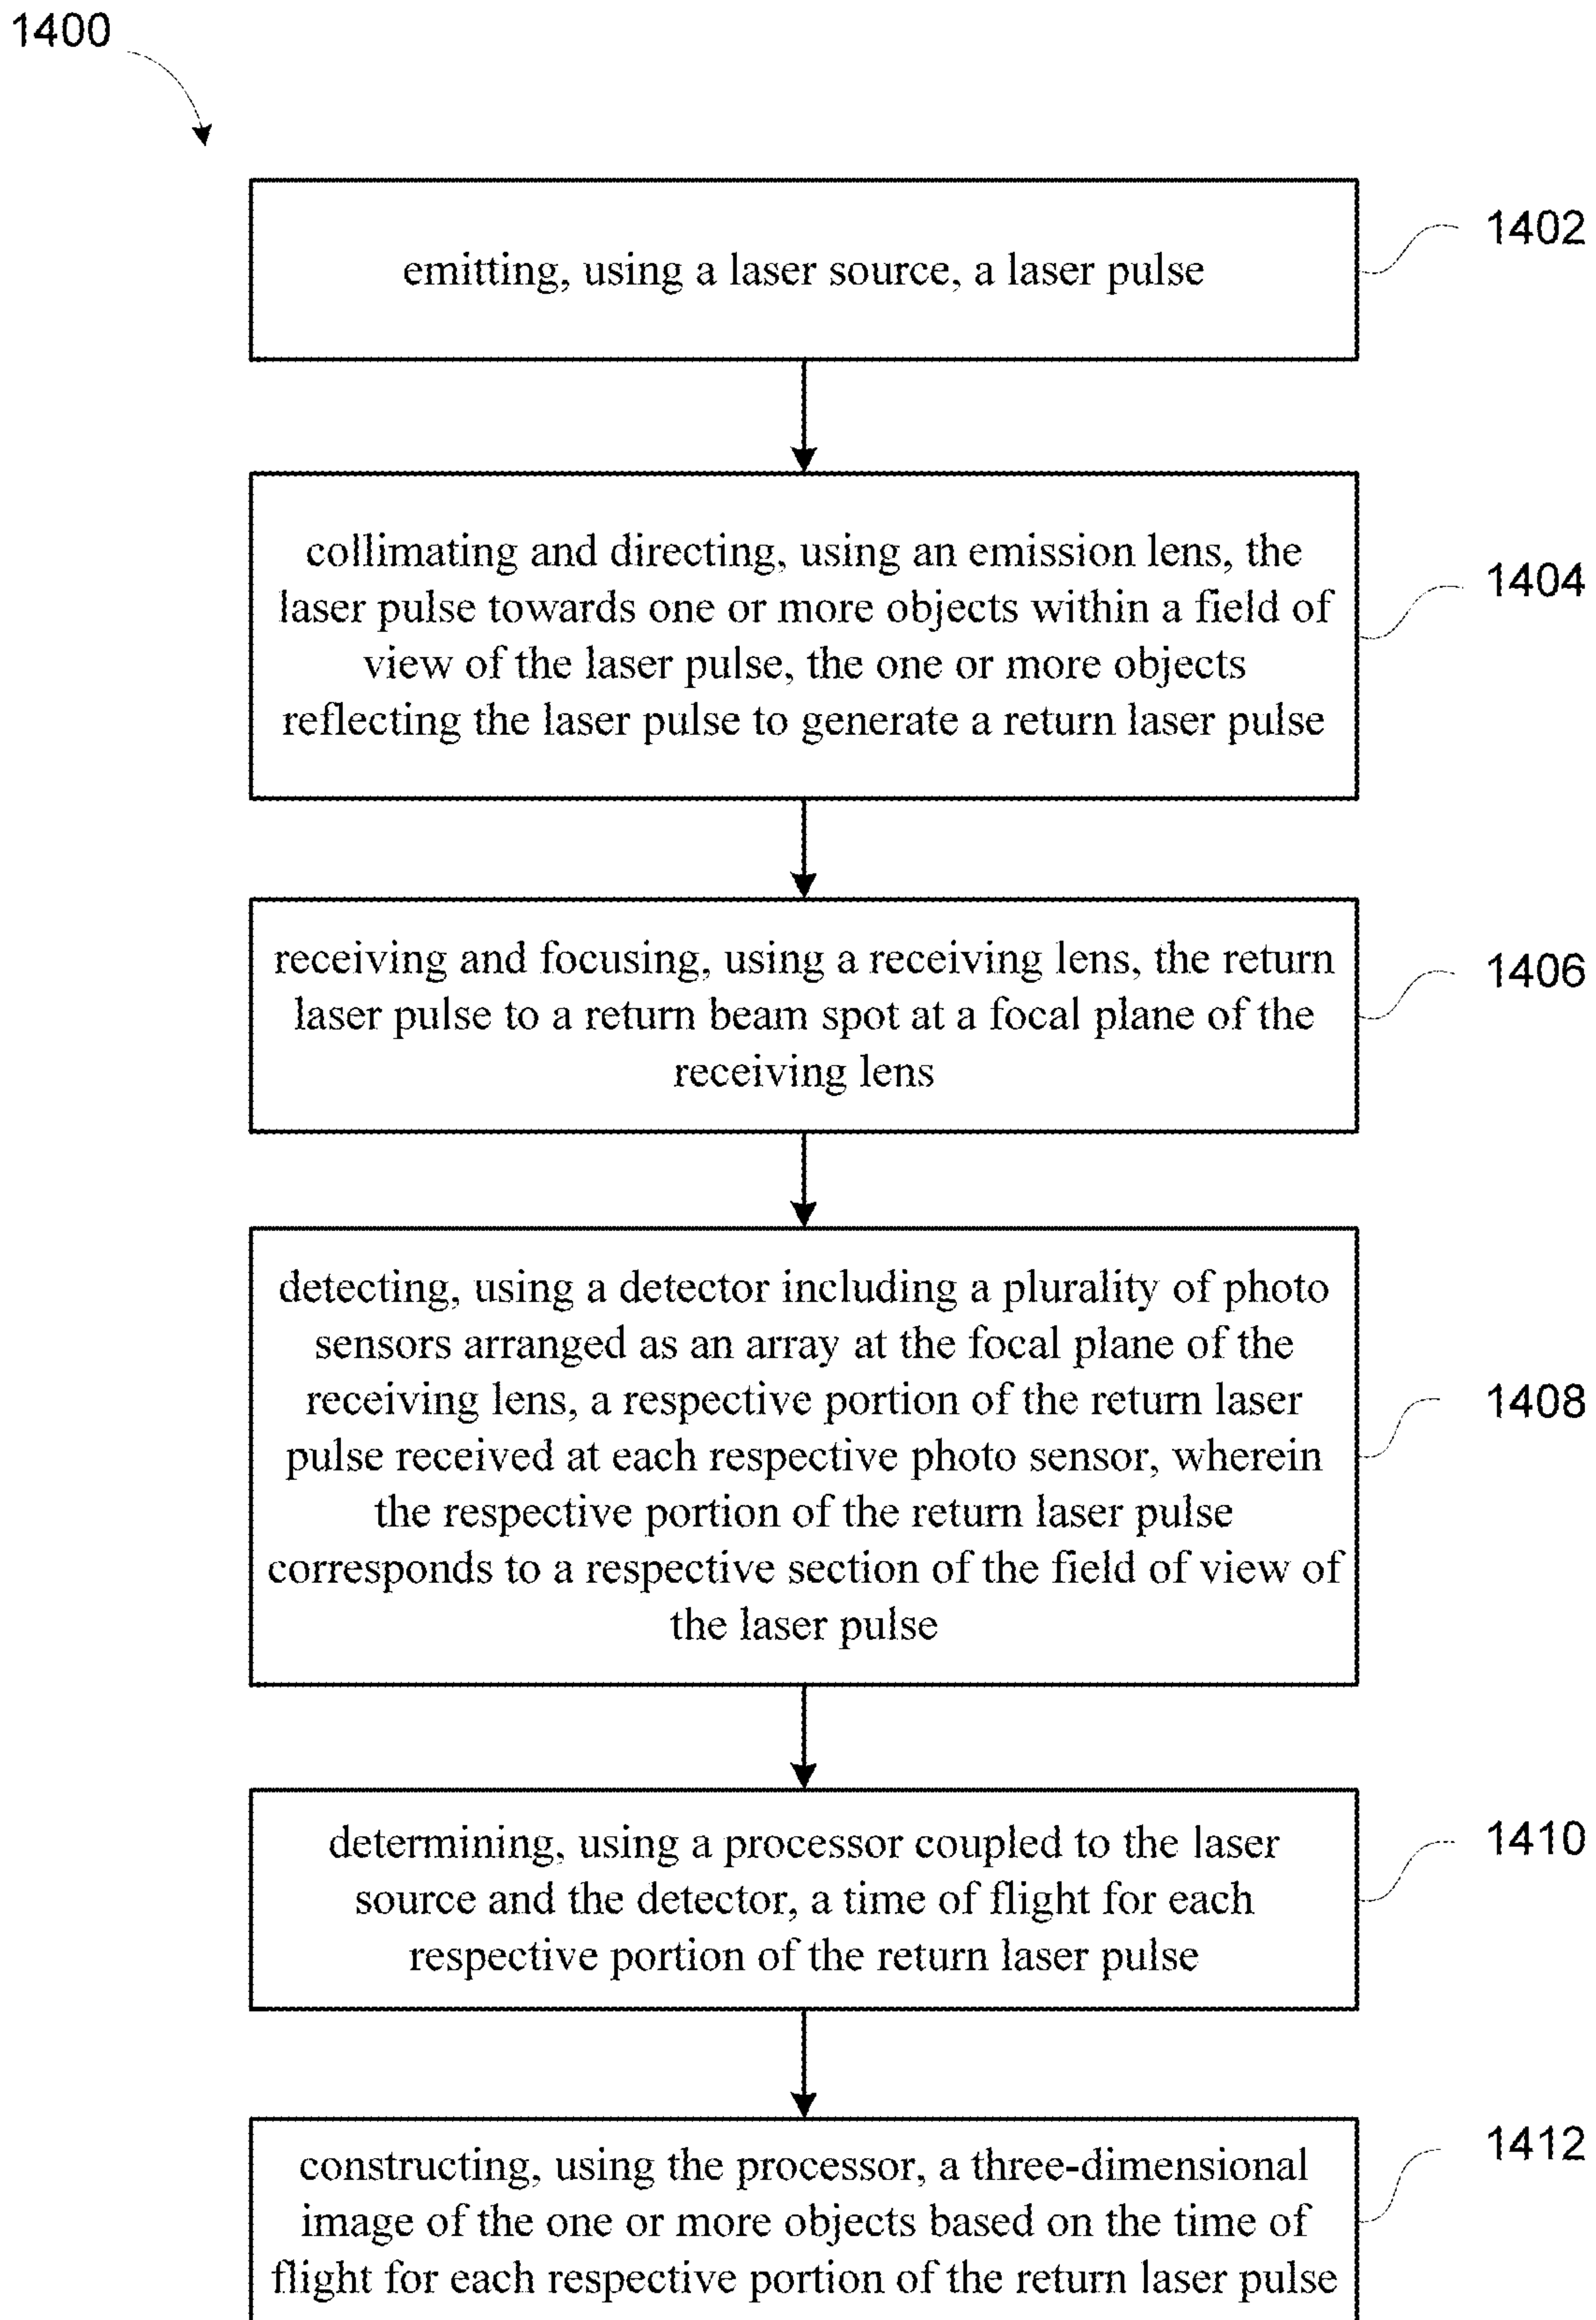 1400
emitting, using a laser source, a laser pulse
1402
collimating and directing, using an emission lens, the
laser pulse towards one or more objects within a field of
view of the laser pulse, the one or more objects
reflecting the laser pulse to generate a return laser pulse
1404
receiving and focusing, using a receiving lens, the return
laser pulse to a return beam spot at a focal plane of the
receiving lens
1406
detecting, using a detector including a plurality of photo
sensors arranged as an array at the focal plane of the
receiving lens, a respective portion of the return laser
pulse received at each respective photo sensor, wherein
the respective portion of the return laser pulse
corresponds to a respective section of the field of view of
the laser pulse
1408
determining, using a processor coupled to the laser
source and the detector, a time of flight for each
respective portion of the return laser pulse
1410
constructing, using the processor, a three-dimensional
image of the one or more objects based on the time of
flight for each respective portion of the return laser pulse
1412